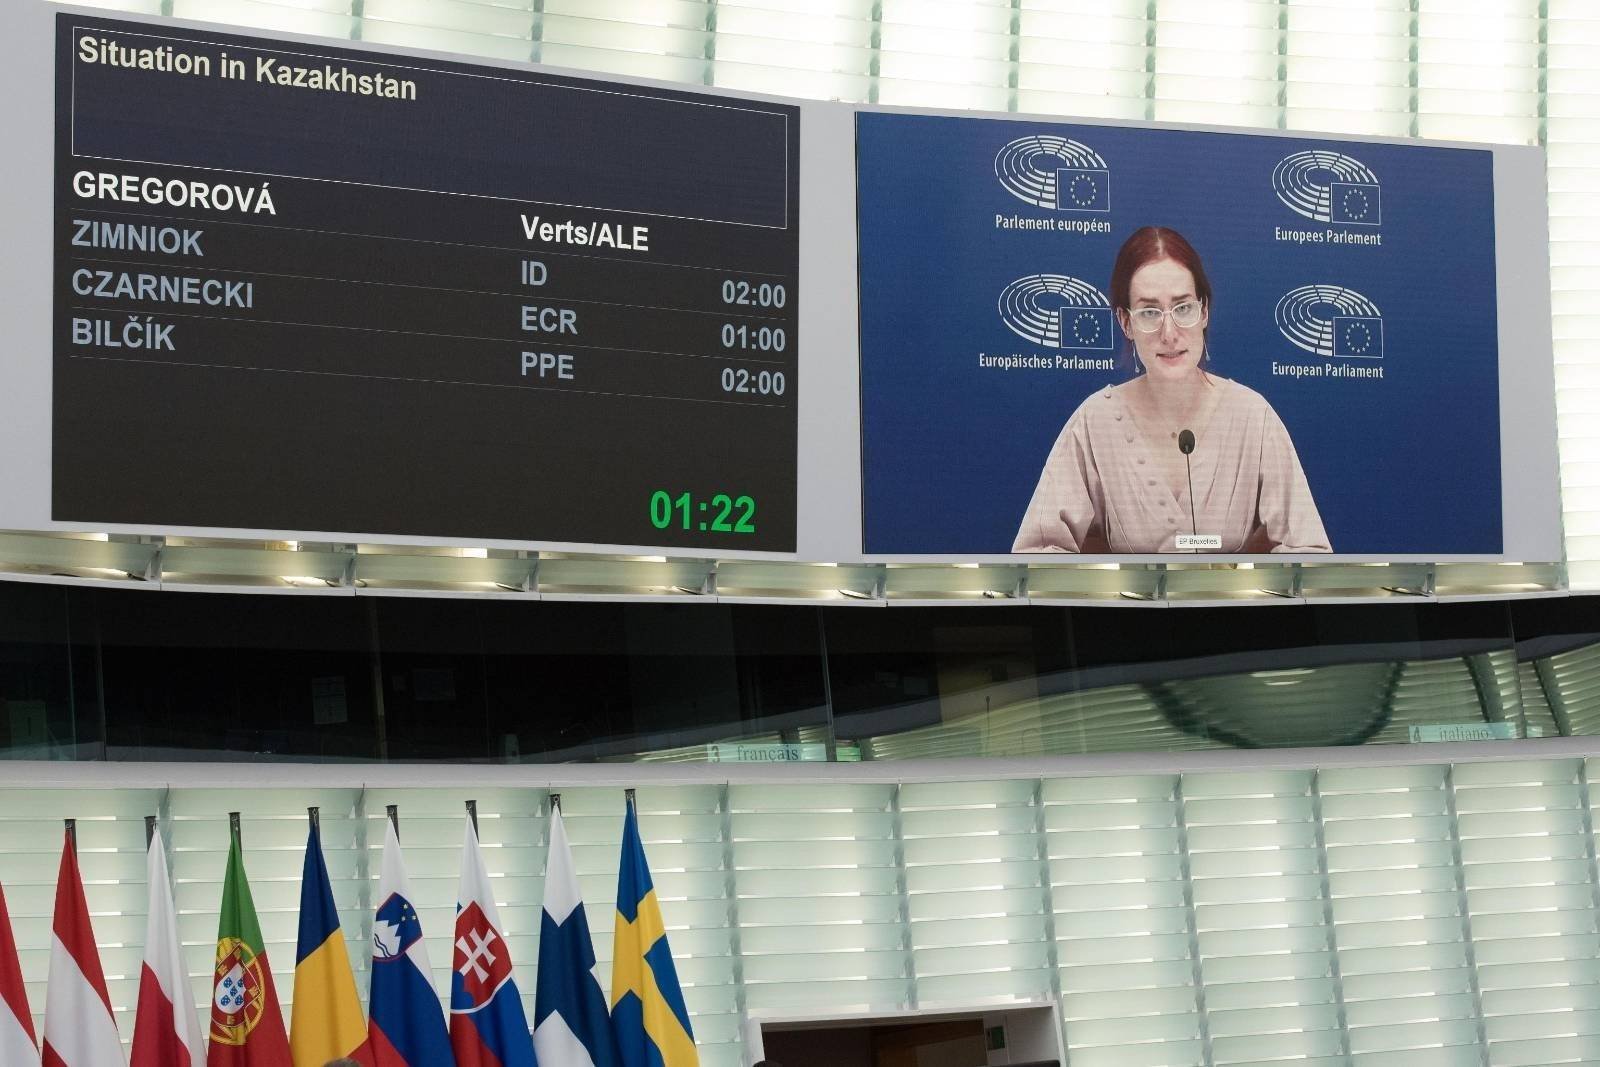 Situation in Kazakhstan
GREGOROVÁ Verts/ALE
ZIMNIOK ID 02:00
CZARNECKI ECR 01:00
BILČÍK PPE 02:00
01:22
Parlement européen
Europees Parlement
Europäisches Parlament
European Parliament
EP Bruxelles
3 français
4 italiano